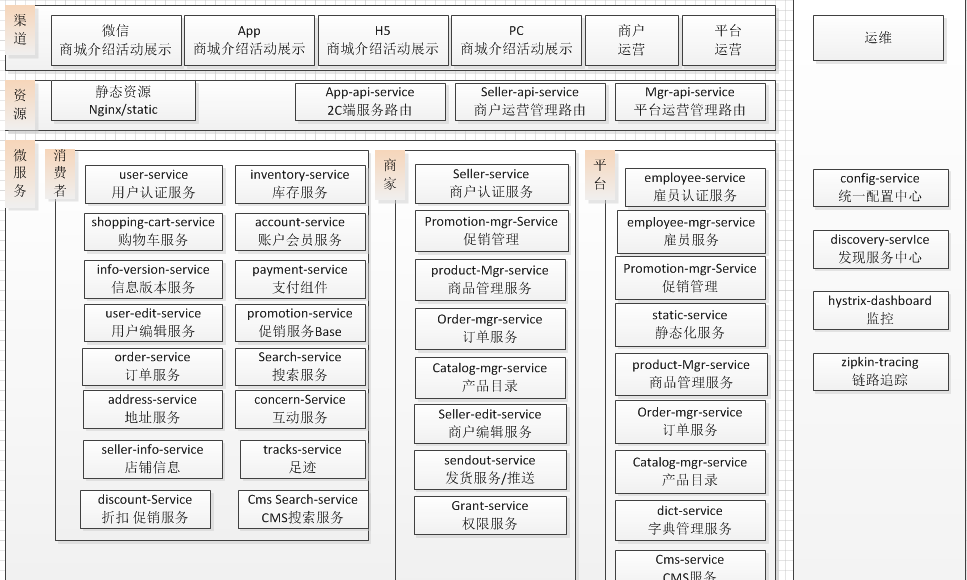 渠道
微信
商城介绍活动展示
App
商城介绍活动展示
H5
商城介绍活动展示
PC
商城介绍活动展示
商户
运营
平台
运营
运维
资源
静态资源
Nginx/static
App-api-service
2C端服务路由
Seller-api-service
商户运营管理路由
Mgr-api-service
平台运营管理路由
微服务
消费者
user-service
用户认证服务
inventory-service
库存服务
shopping-cart-service
购物车服务
account-service
账户会员服务
info-version-service
信息版本服务
payment-service
支付组件
user-edit-service
用户编辑服务
promotion-service
促销服务Base
order-service
订单服务
Search-service
搜索服务
address-service
地址服务
concern-Service
互动服务
seller-info-service
店铺信息
tracks-service
足迹
discount-Service
折扣 促销服务
Cms Search-service
CMS搜索服务
商家
Seller-service
商户认证服务
Promotion-mgr-Service
促销管理
product-Mgr-service
商品管理服务
Order-mgr-service
订单服务
Catalog-mgr-service
产品目录
Seller-edit-service
商户编辑服务
sendout-service
发货服务/推送
Grant-service
权限服务
平台
employee-service
雇员认证服务
employee-mgr-service
雇员服务
Promotion-mgr-Service
促销管理
static-service
静态化服务
product-Mgr-service
商品管理服务
Order-mgr-service
订单服务
Catalog-mgr-service
产品目录
dict-service
字典管理服务
Cms-service
CMS服务
config-service
统一配置中心
discovery-servIce
发现服务中心
hystrix-dashboard
监控
zipkin-tracing
链路追踪